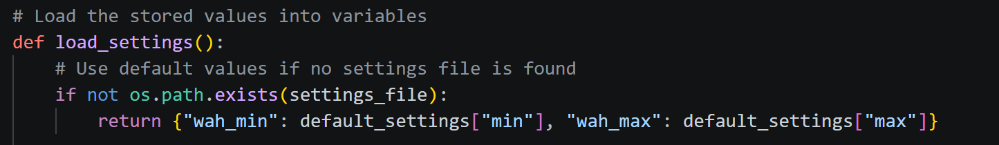 # Load the stored values into variables
def load_settings():
    # Use default values if no settings file is found
    if not os.path.exists(settings_file):
        return {"wah_min": default_settings["min"], "wah_max": default_settings["max"]}